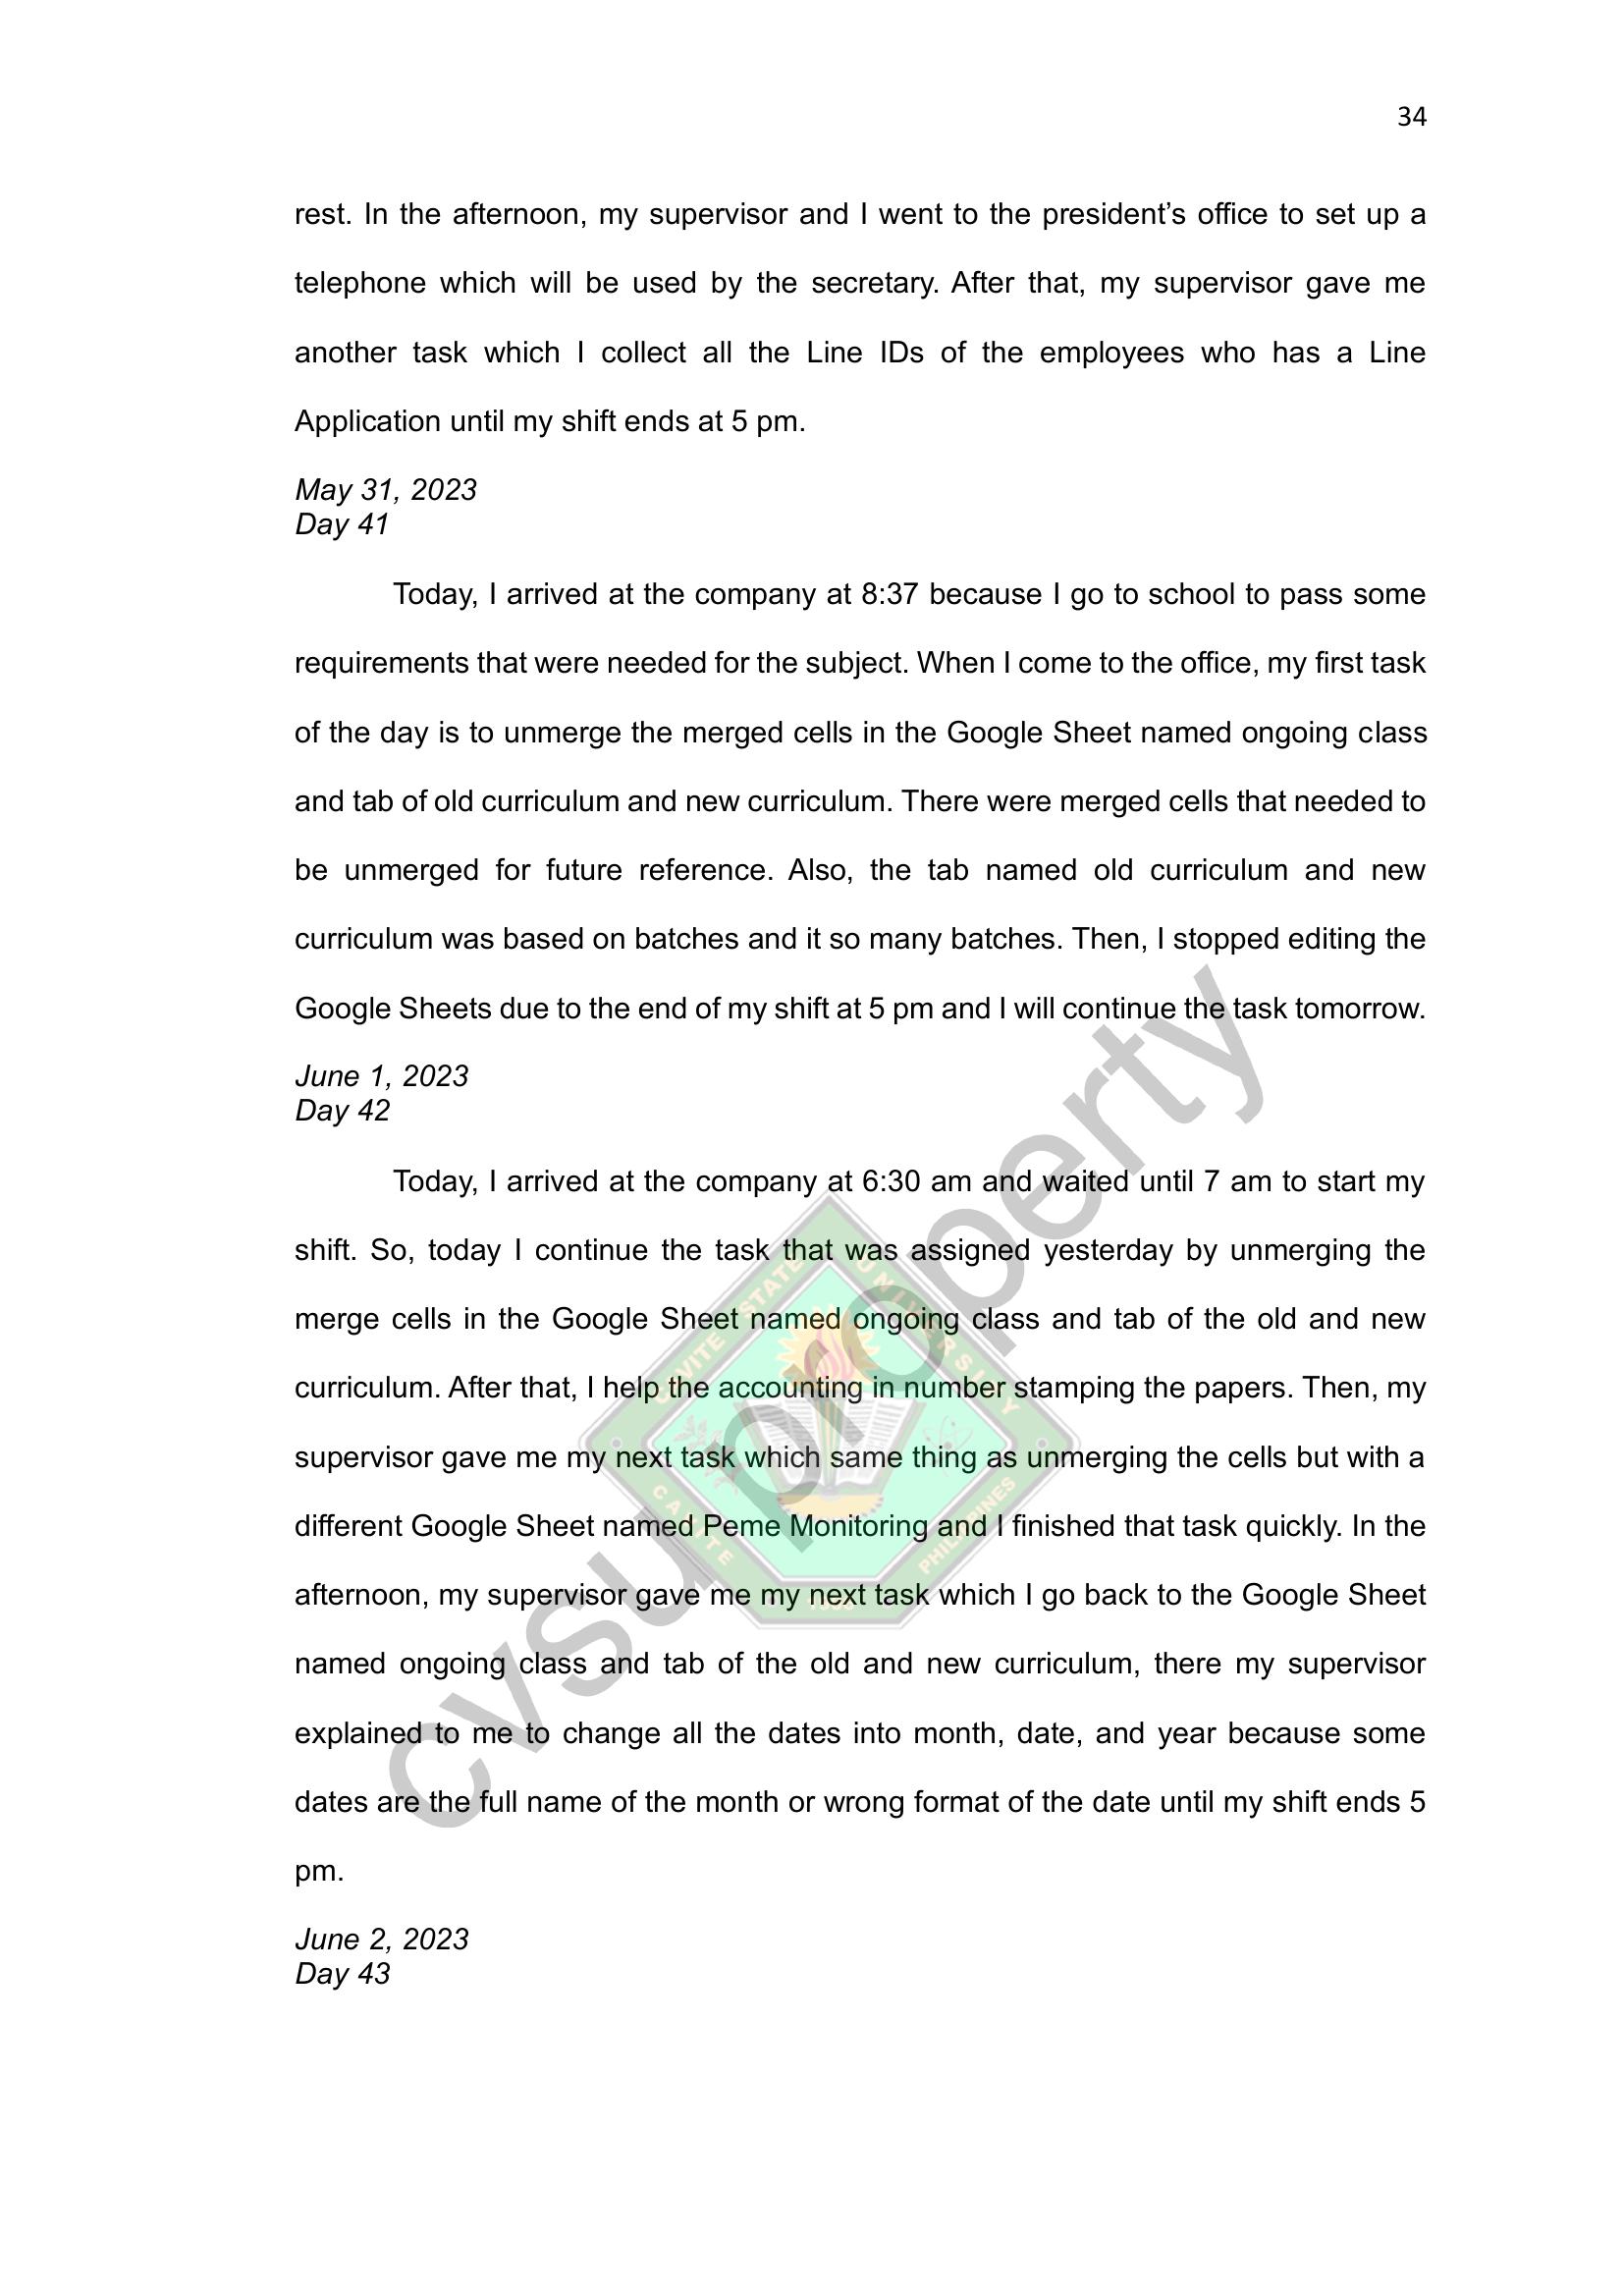 34
rest. In the afternoon, my supervisor and I went to the president’s office to set up a
telephone which will be used by the secretary. After that, my supervisor gave me
another task which I collect all the Line IDs of the employees who has a Line
Application until my shift ends at 5 pm.
May 31, 2023
Day 41
Today, I arrived at the company at 8:37 because I go to school to pass some
requirements that were needed for the subject. When I come to the office, my first task
of the day is to unmerge the merged cells in the Google Sheet named ongoing class
and tab of old curriculum and new curriculum. There were merged cells that needed to
be unmerged for future reference. Also, the tab named old curriculum and new
curriculum was based on batches and it so many batches. Then, I stopped editing the
Google Sheets due to the end of my shift at 5 pm and I will continue the task tomorrow.
June 1, 2023
Day 42
Today, I arrived at the company at 6:30 am and waited until 7 am to start my
shift. So, today I continue the task that was assigned yesterday by unmerging the
merge cells in the Google Sheet named ongoing class and tab of the old and new
curriculum. After that, I help the accounting in number stamping the papers. Then, my
supervisor gave me my next task which same thing as unmerging the cells but with a
different Google Sheet named Peme Monitoring and I finished that task quickly. In the
afternoon, my supervisor gave me my next task which I go back to the Google Sheet
named ongoing class and tab of the old and new curriculum, there my supervisor
explained to me to change all the dates into month, date, and year because some
dates are the full name of the month or wrong format of the date until my shift ends 5
pm.
June 2, 2023
Day 43
cvsu property
CAVITE STATE UNIVERSITY
CAVITE
PHILIPPINES